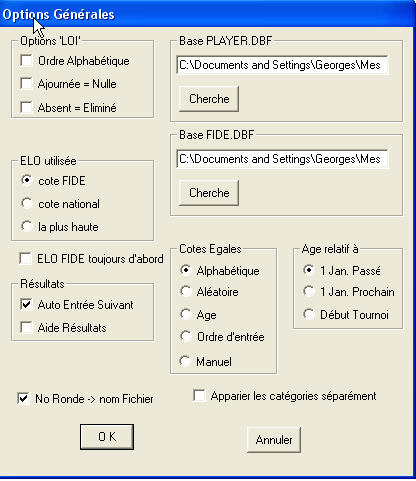 Options Générales
Options 'LOI'
Ordre Alphabétique
Ajournée = Nulle
Absent = Eliminé
Base PLAYER.DBF
C:\Documents and Settings\Georges\Mes
Cherche
Base FIDE.DBF
C:\Documents and Settings\Georges\Mes
Cherche
ELO utilisée
cote FIDE
cote national
la plus haute
ELO FIDE toujours d'abord
Résultats
Auto Entrée Suivant
Aide Résultats
Cotes Egales
Alphabétique
Aléatoire
Age
Ordre d'entrée
Manuel
Age relatif à
1 Jan. Passé
1 Jan. Prochain
Début Tournoi
No Ronde -> nom Fichier
Apparier les catégories séparément
O K
Annuler